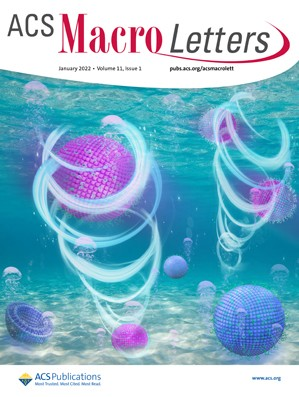 ACS
Macro Letters
January 2022 • Volume 11, Issue 1 pubs.acs.org/acsmacrolett
ACS Publications
Most Trusted. Most Cited. Most Read.
www.acs.org